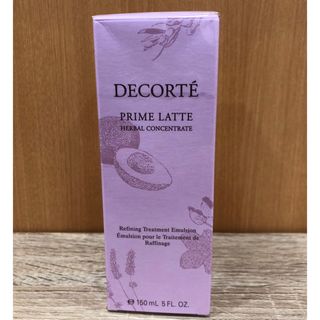 DECORTÉ
PRIME LATTE
HERBAL CONCENTRATE
Refining Treatment Emulsion
Émulsion pour le Traitement de
Raffinage
℮ 150 mL 5 FL. OZ.